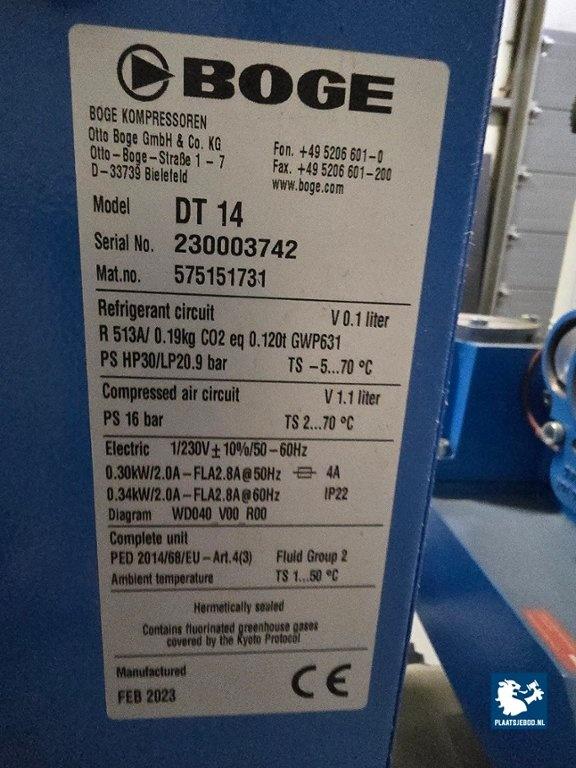 BOGE
BOGE KOMPRESSOREN
Otto Boge GmbH & Co. KG
Otto-Boge-Straße 1 - 7
D-33739 Bielefeld
Fon. +49 5206 601-0
Fax. +49 5206 601-200
www.boge.com
Model DT 14
Serial No. 230003742
Mat.no. 575151731
Refrigerant circuit V 0.1 liter
R 513A/ 0.19kg CO2 eq 0.120t GWP631
PS HP30/LP20.9 bar TS -5...70 °C
Compressed air circuit V 1.1 liter
PS 16 bar TS 2...70 °C
Electric 1/230V±10%/50-60Hz
0.30kW/2.0A-FLA2.8A@50Hz 4A
0.34kW/2.0A-FLA2.8A@60Hz IP22
Diagram WD040_V00_R00
Complete unit
PED 2014/68/EU-Art.4(3) Fluid Group 2
Ambient temperature TS 1...50 °C
Hermetically sealed
Contains fluorinated greenhouse gases
covered by the Kyoto Protocol
Manufactured
FEB 2023
CE
PLAATSJEBOD.NL